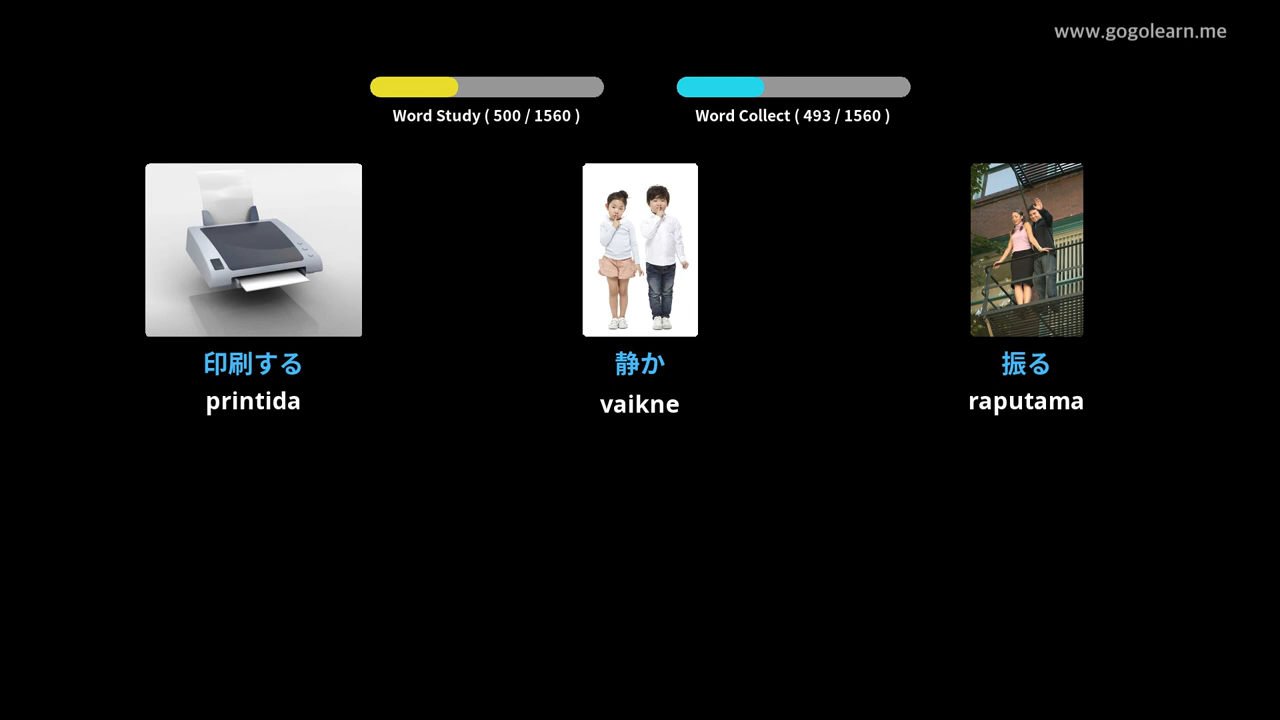 www.gogolearn.me
Word Study ( 500 / 1560 )
Word Collect ( 493 / 1560 )
印刷する
静か
振る
printida
vaikne
raputama